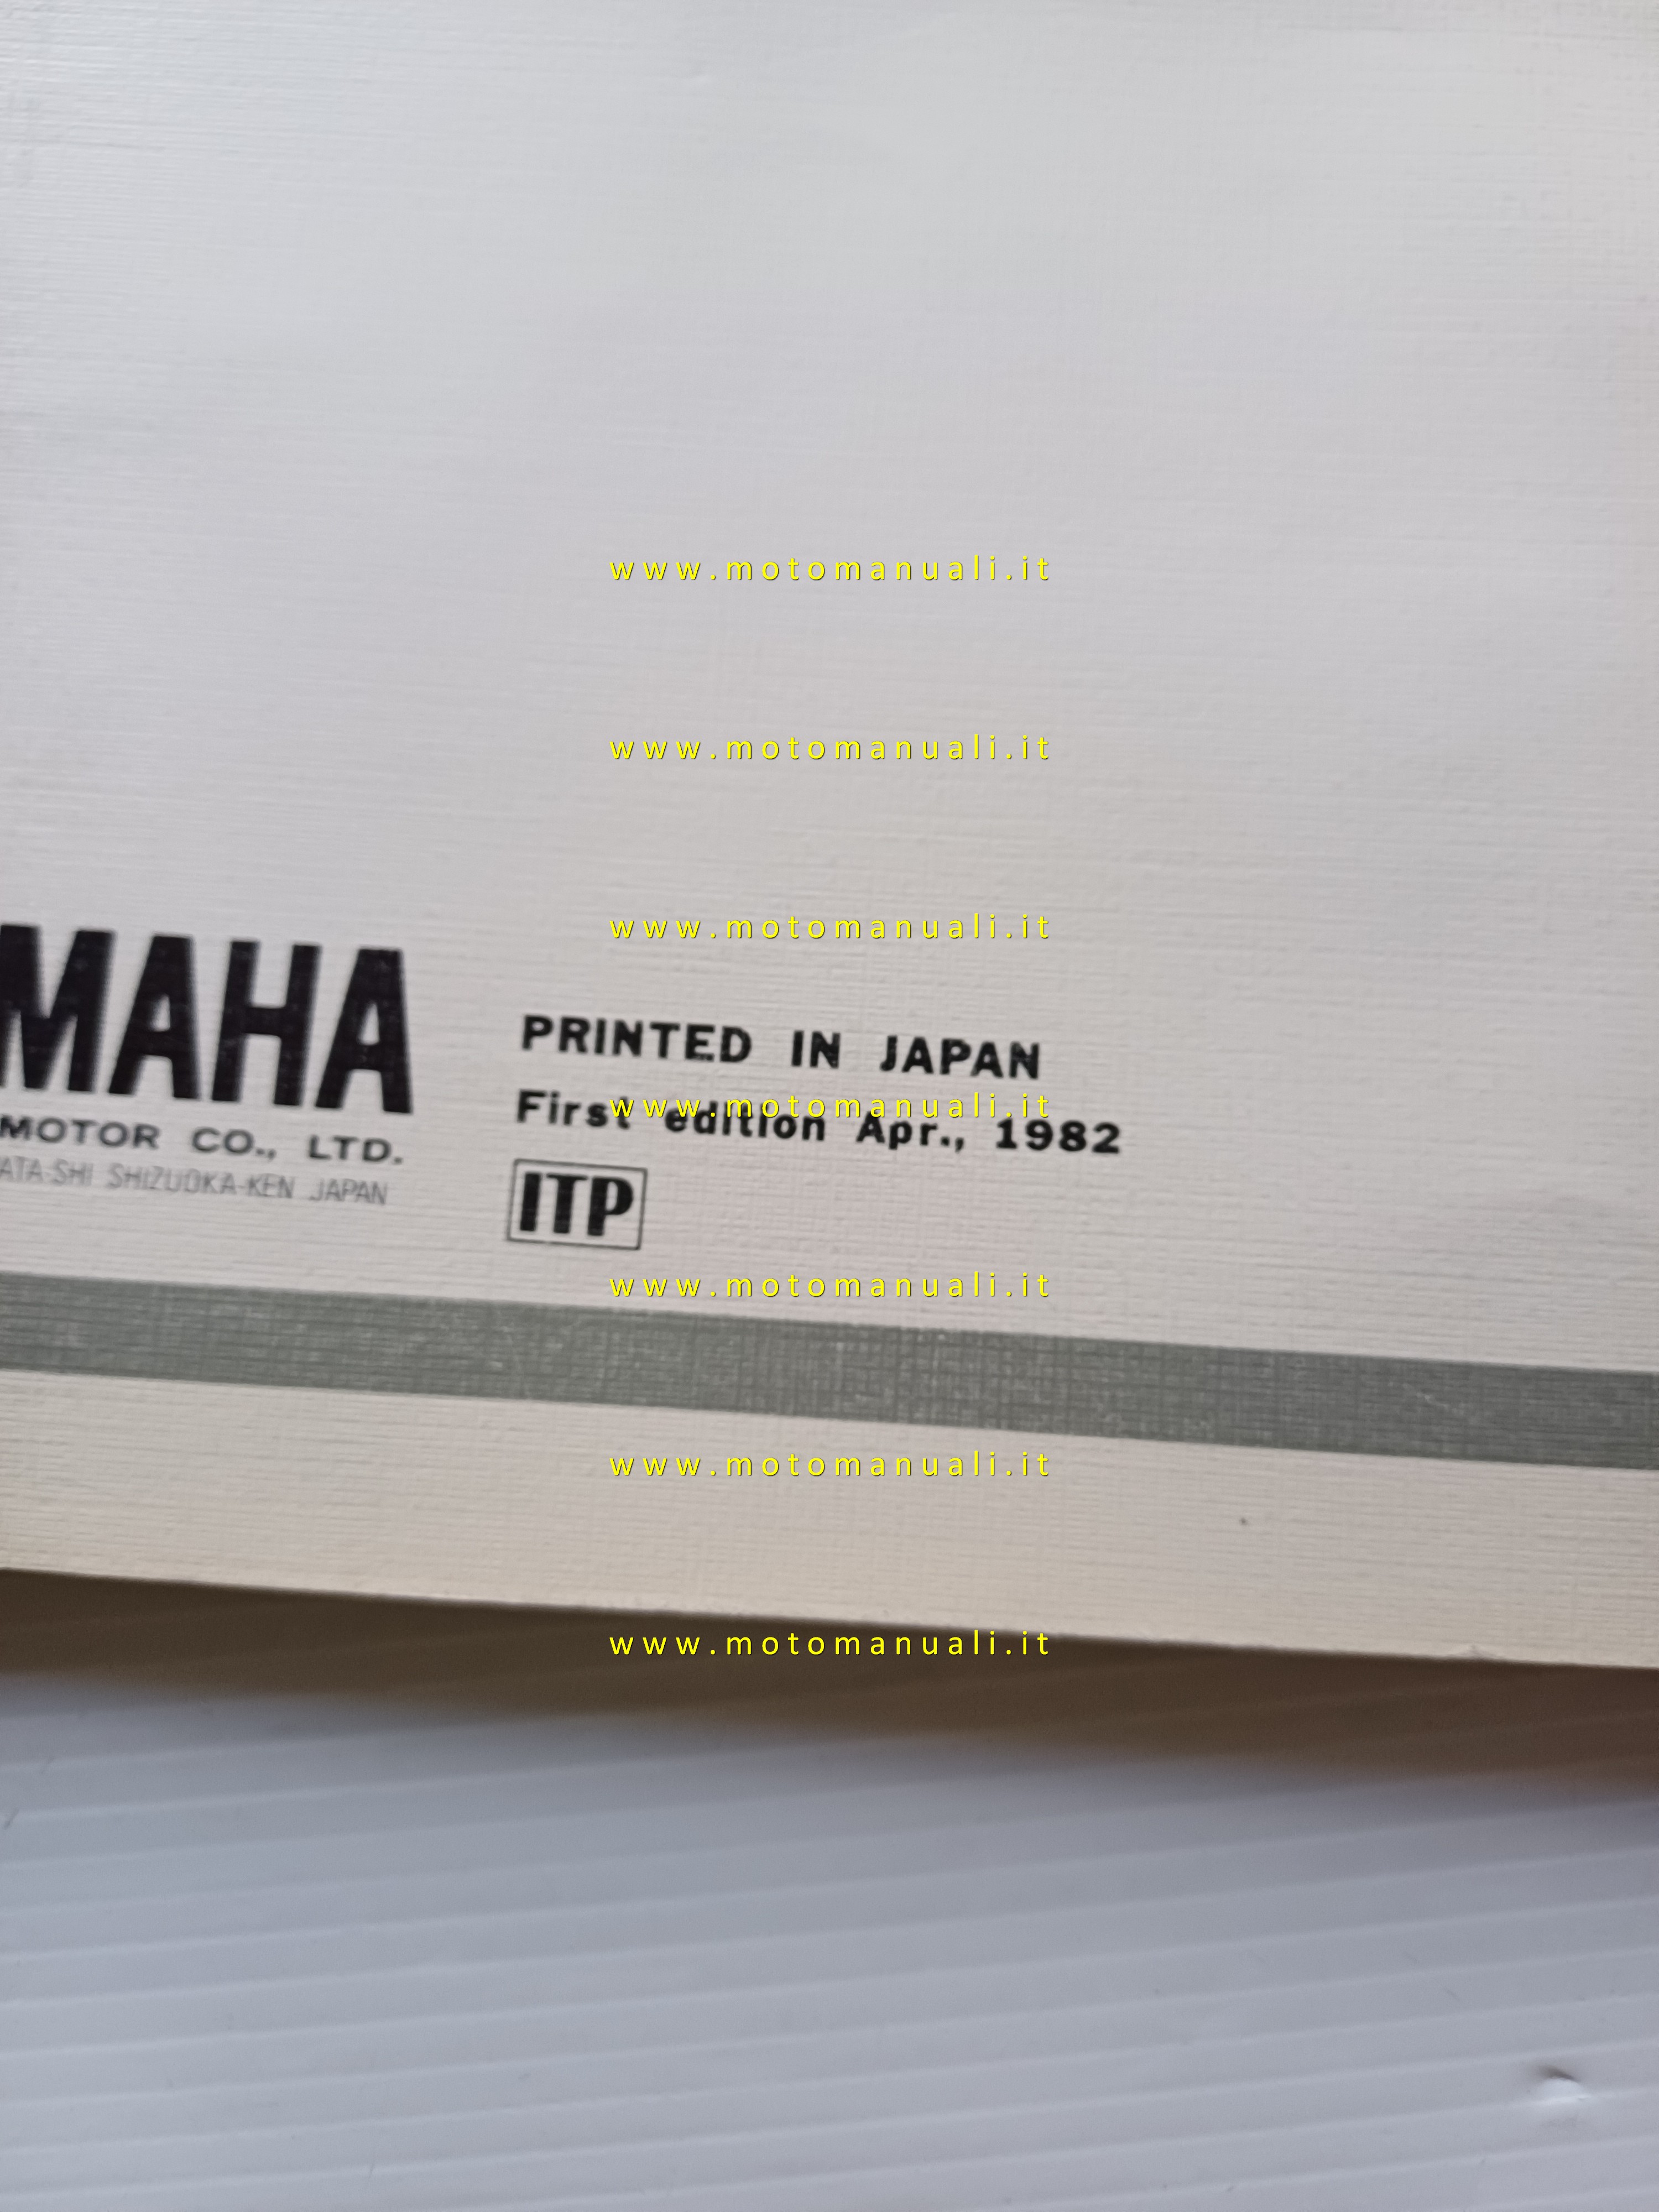 www.motomanuali.it
www.motomanuali.it
www.motomanuali.it
MAHA
MOTOR CO., LTD.
ATA-SHI SHIZUOKA-KEN JAPAN
PRINTED IN JAPAN
First edition Apr., 1982
www.motomanuali.it
ITP
www.motomanuali.it
www.motomanuali.it
www.motomanuali.it